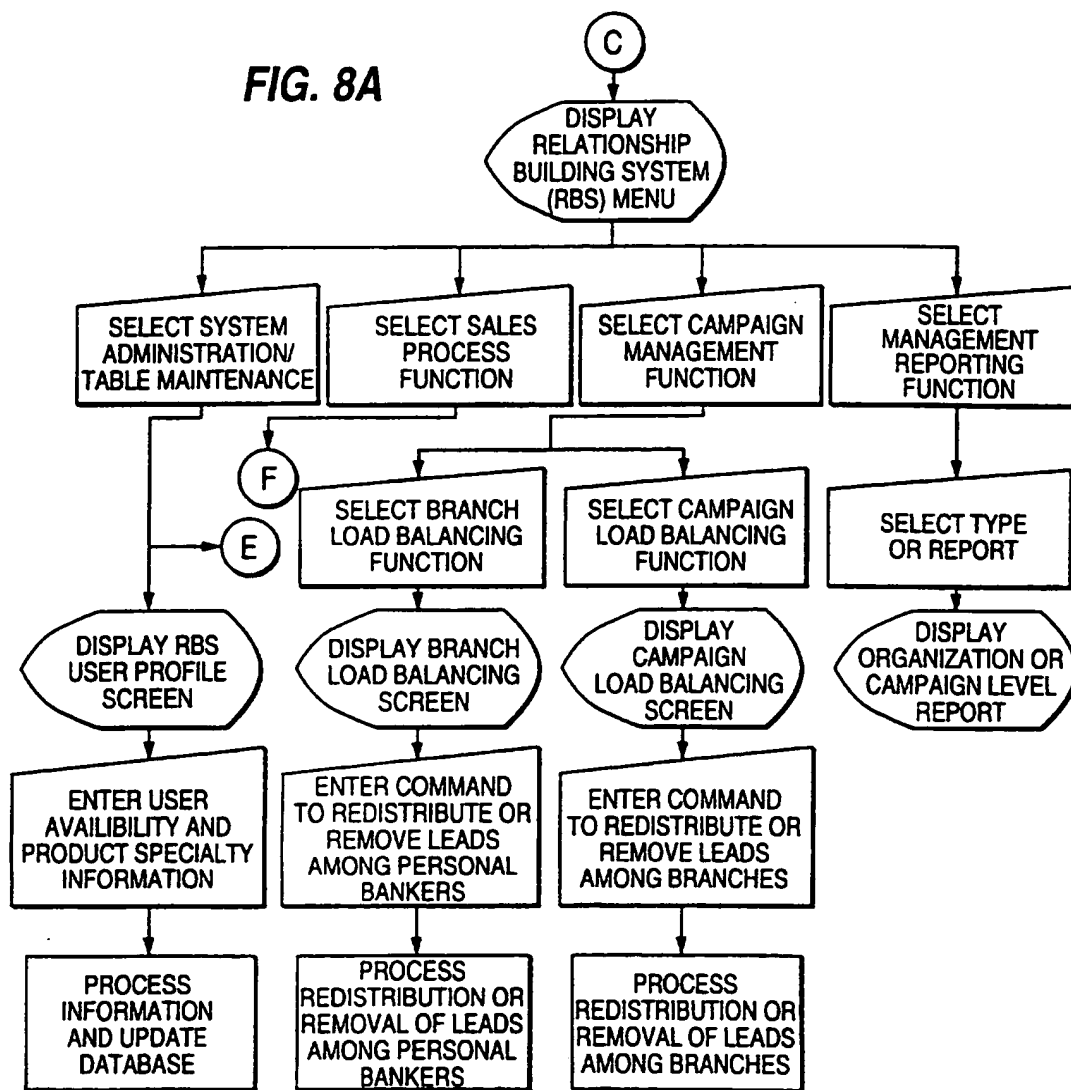 C
FIG. 8A
DISPLAY
RELATIONSHIP
BUILDING SYSTEM
(RBS) MENU
SELECT SYSTEM
ADMINISTRATION/
TABLE MAINTENANCE
SELECT SALES
PROCESS
FUNCTION
SELECT CAMPAIGN
MANAGEMENT
FUNCTION
SELECT
MANAGEMENT
REPORTING
FUNCTION
F
E
SELECT BRANCH
LOAD BALANCING
FUNCTION
SELECT CAMPAIGN
LOAD BALANCING
FUNCTION
SELECT TYPE
OR REPORT
DISPLAY RBS
USER PROFILE
SCREEN
DISPLAY BRANCH
LOAD BALANCING
SCREEN
DISPLAY
CAMPAIGN
LOAD BALANCING
SCREEN
DISPLAY
ORGANIZATION OR
CAMPAIGN LEVEL
REPORT
ENTER USER
AVAILIBILITY AND
PRODUCT SPECIALTY
INFORMATION
ENTER COMMAND
TO REDISTRIBUTE OR
REMOVE LEADS
AMONG PERSONAL
BANKERS
ENTER COMMAND
TO REDISTRIBUTE OR
REMOVE LEADS
AMONG BRANCHES
PROCESS
INFORMATION
AND UPDATE
DATABASE
PROCESS
REDISTRIBUTION OR
REMOVAL OF LEADS
AMONG PERSONAL
BANKERS
PROCESS
REDISTRIBUTION OR
REMOVAL OF LEADS
AMONG BRANCHES